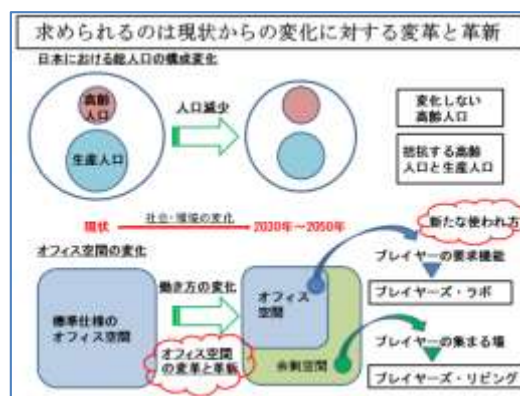 求められるのは現状からの変化に対する変革と革新
日本における総人口の構成変化
高齢
人口
生産人口
人口減少
変化しない
高齢人口
拮抗する高齢
人口と生産人口
現状
社会・環境の変化
2030年～2050年
新たな使われ方
オフィス空間の変化
標準仕様の
オフィス空間
働き方の変化
オフィス空間
の変革と革新
オフィス
空間
余剰空間
プレイヤーの要求機能
プレイヤーズ・ラボ
プレイヤーの集まる場
プレイヤーズ・リビング